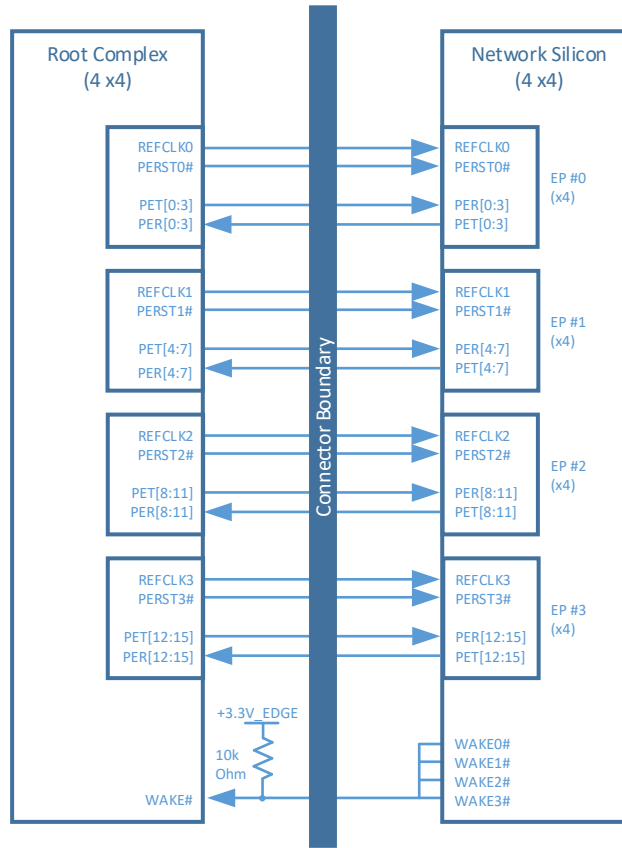 Root Complex
(4 x4)
REFCLK0
PERST0#
PET[0:3]
PER[0:3]
REFCLK1
PERST1#
PET[4:7]
PER[4:7]
REFCLK2
PERST2#
PET[8:11]
PER[8:11]
REFCLK3
PERST3#
PET[12:15]
PER[12:15]
+3.3V_EDGE
10k
Ohm
WAKE#
Connector Boundary
Network Silicon
(4 x4)
REFCLK0
PERST0#
PER[0:3]
PET[0:3]
EP #0
(x4)
REFCLK1
PERST1#
PER[4:7]
PET[4:7]
EP #1
(x4)
REFCLK2
PERST2#
PER[8:11]
PET[8:11]
EP #2
(x4)
REFCLK3
PERST3#
PER[12:15]
PET[12:15]
EP #3
(x4)
WAKE0#
WAKE1#
WAKE2#
WAKE3#